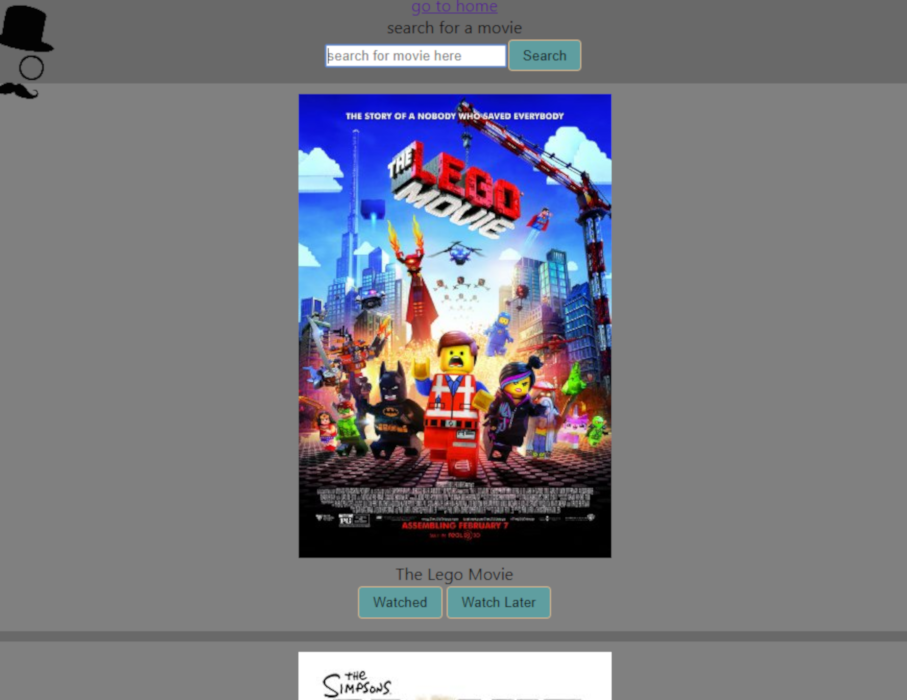 go to home
search for a movie
search for movie here
Search
THE STORY OF A NOBODY WHO SAVED EVERYBODY
THE
LEGO
MOVIE
ASSEMBLING FEBRUARY 7
The Lego Movie
Watched
Watch Later
THE
SIMPSONS